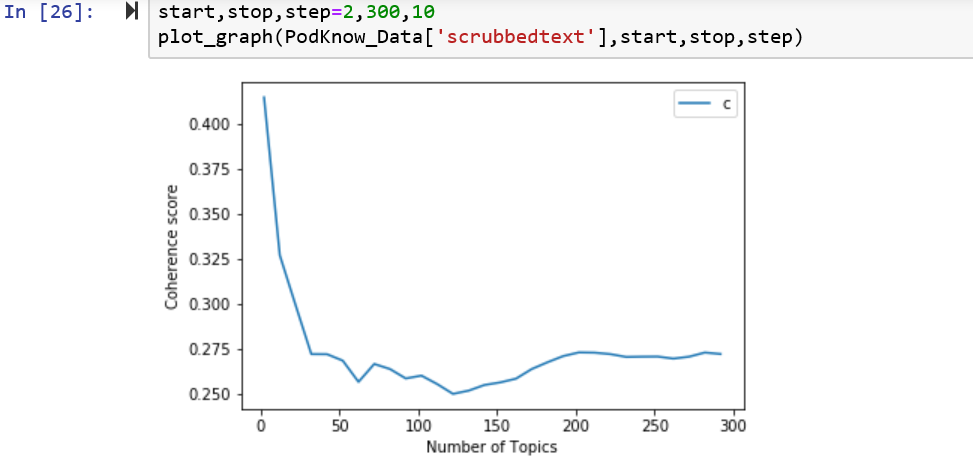 In [26]:
start,stop,step=2,300,10
plot_graph(PodKnow_Data['scrubbedtext'],start,stop,step)
c
0.400
0.375
0.350
0.325
0.300
0.275
0.250
Coherence score
0 50 100 150 200 250 300
Number of Topics